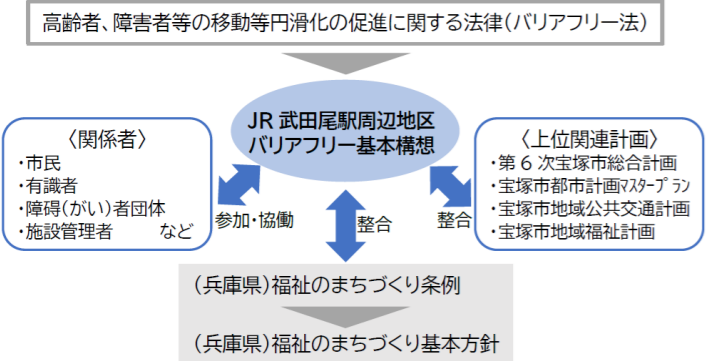 高齢者、障害者等の移動等円滑化の促進に関する法律(バリアフリー法)
JR 武田尾駅周辺地区
バリアフリー基本構想
〈関係者〉
・市民
・有識者
・障碍(がい)者団体
・施設管理者 など
参加・協働
整合
整合
〈上位関連計画〉
・第 6 次宝塚市総合計画
・宝塚市都市計画ﾏｽﾀｰﾌﾟﾗﾝ
・宝塚市地域公共交通計画
・宝塚市地域福祉計画
(兵庫県)福祉のまちづくり条例
(兵庫県)福祉のまちづくり基本方針